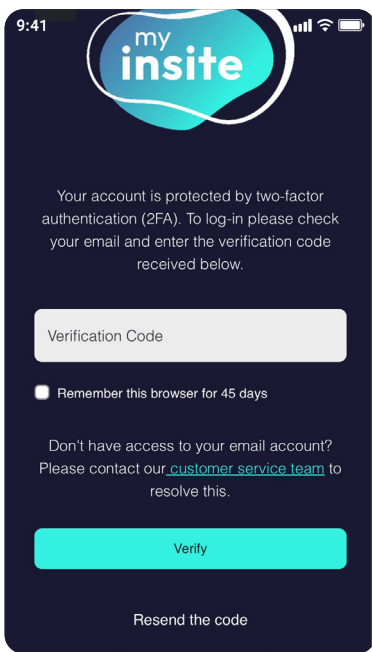 9:41
my
insite
Your account is protected by two-factor
authentication (2FA). To log-in please check
your email and enter the verification code
received below.
Verification Code
Remember this browser for 45 days
Don't have access to your email account?
Please contact our customer service team to
resolve this.
Verify
Resend the code